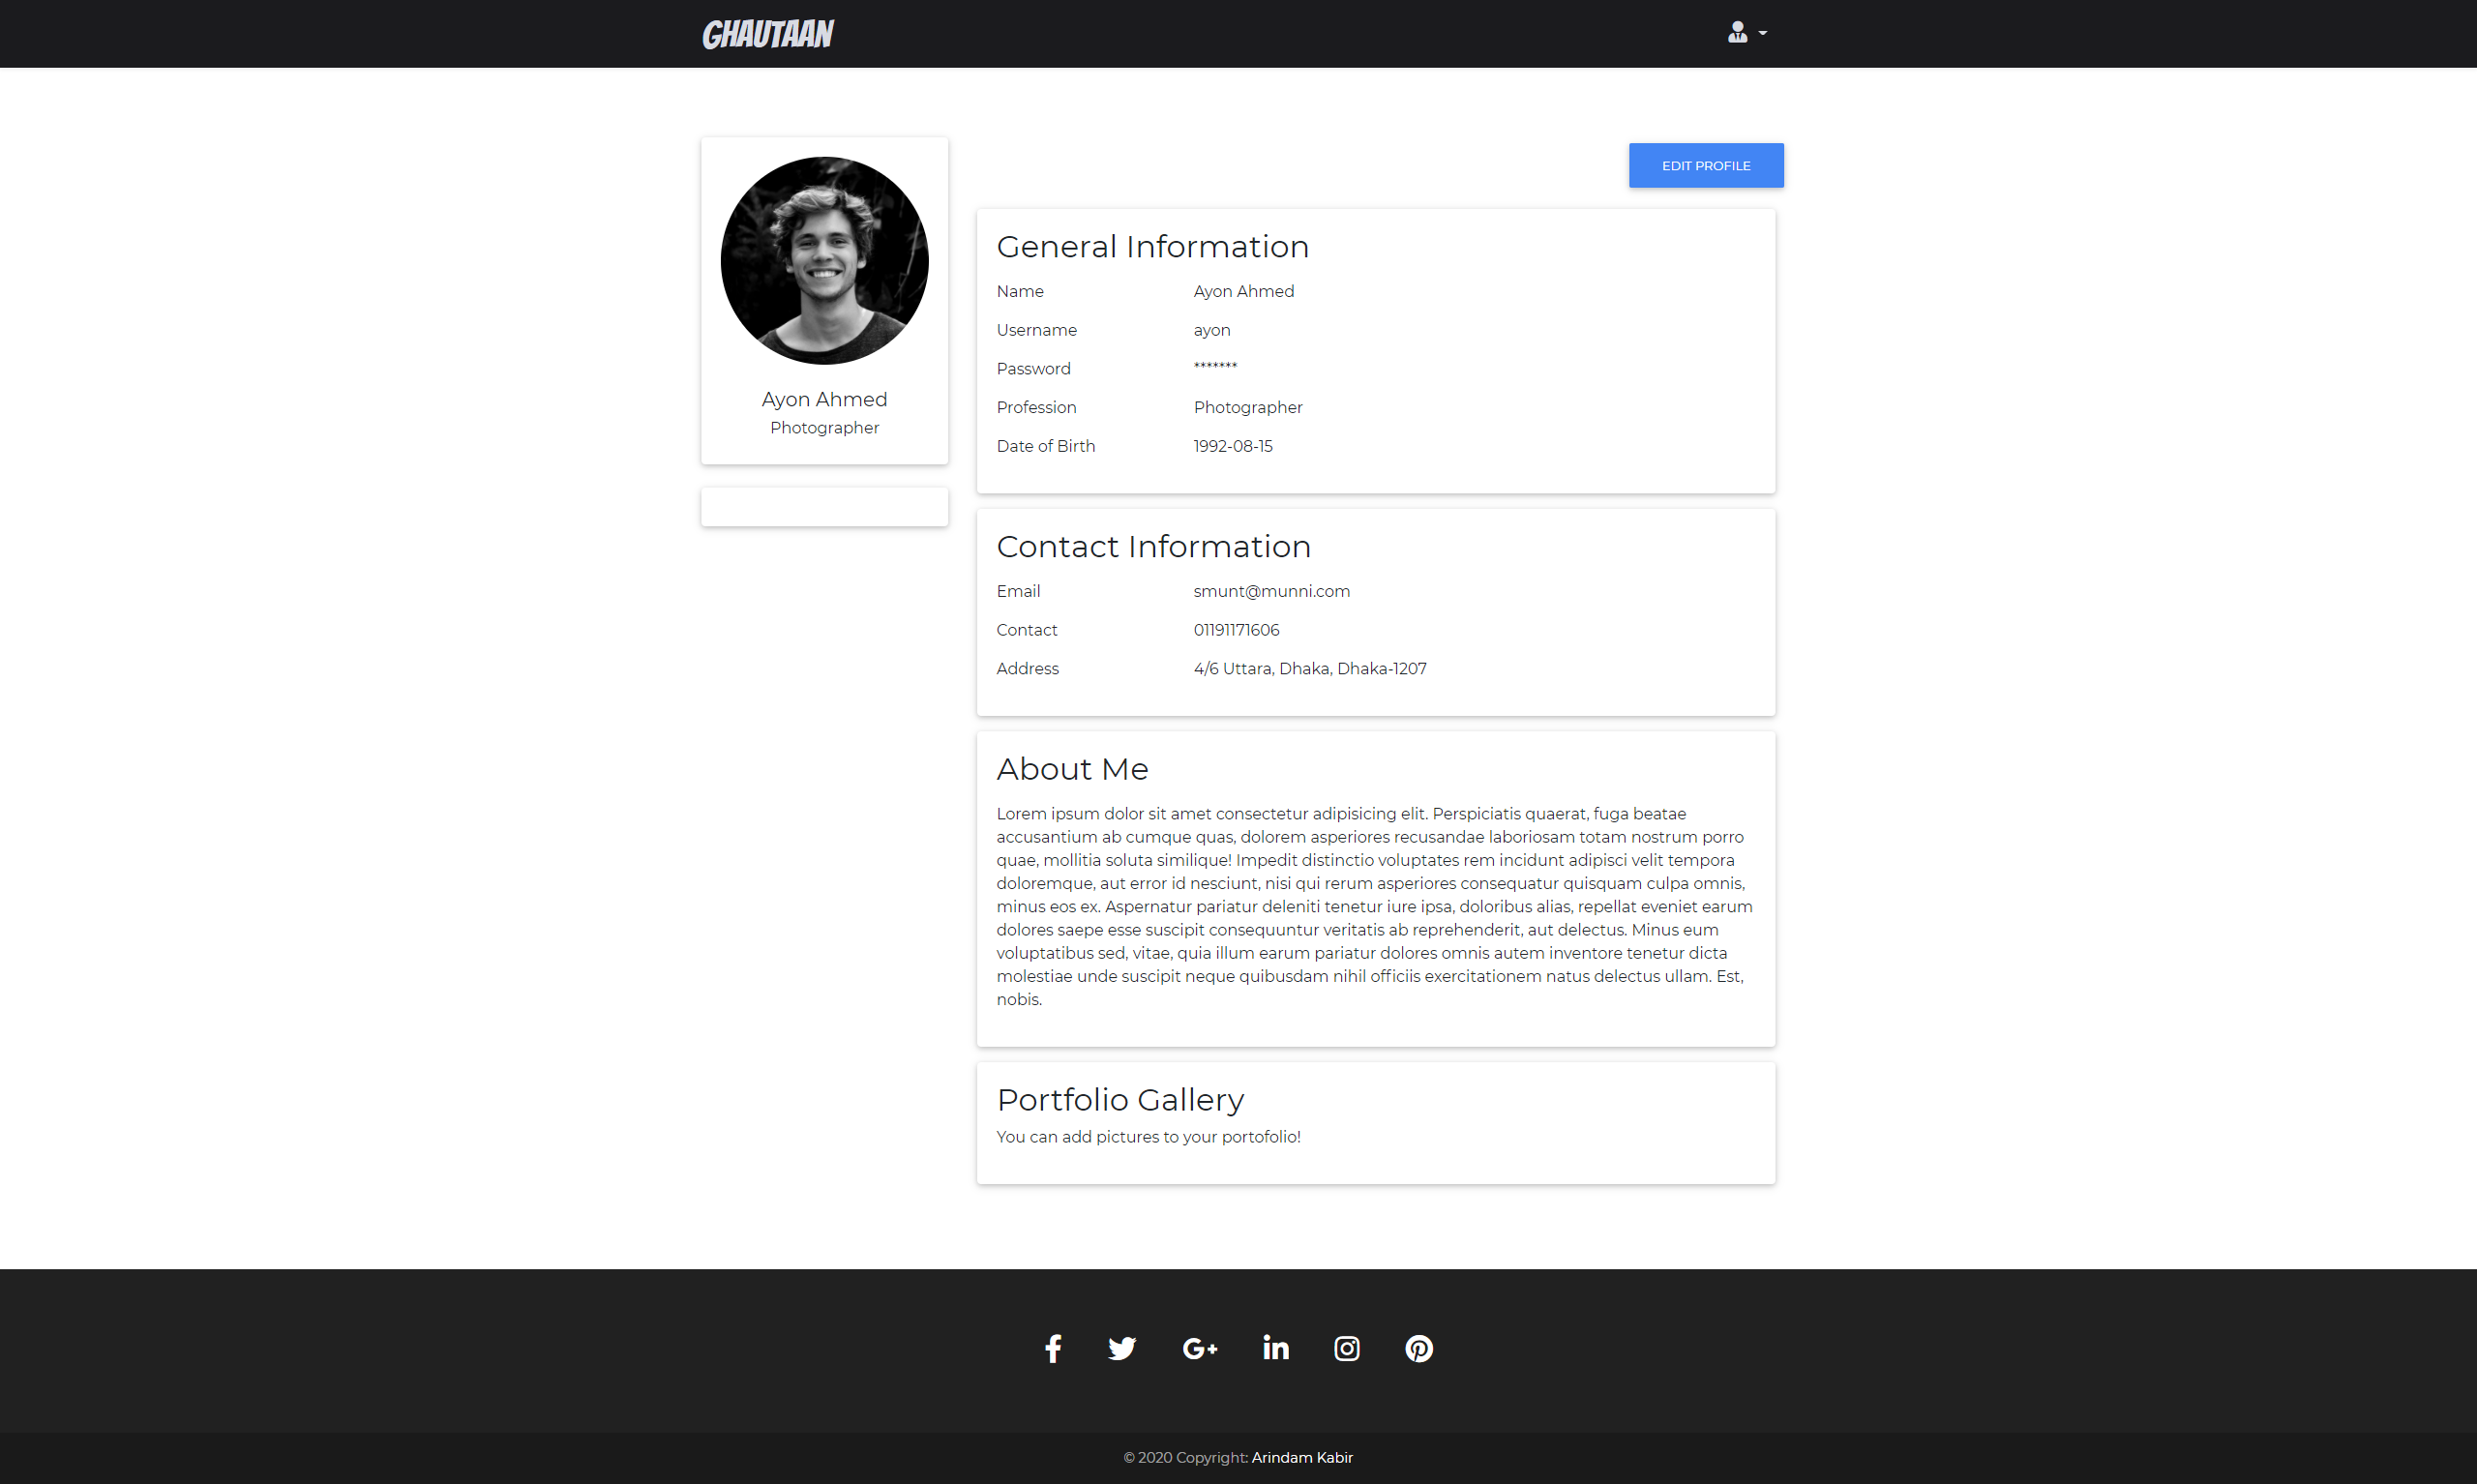 GHAUTAAN
EDIT PROFILE
Ayon Ahmed
Photographer
General Information
Name Ayon Ahmed
Username ayon
Password *******
Profession Photographer
Date of Birth 1992-08-15
Contact Information
Email smunt@munni.com
Contact 01191171606
Address 4/6 Uttara, Dhaka, Dhaka-1207
About Me
Lorem ipsum dolor sit amet consectetur adipisicing elit. Perspiciatis quaerat, fuga beatae
accusantium ab cumque quas, dolorem asperiores recusandae laboriosam totam nostrum porro
quae, mollitia soluta similique! Impedit distinctio voluptates rem incidunt adipisci velit tempora
doloremque, aut error id nesciunt, nisi qui rerum asperiores consequatur quisquam culpa omnis,
minus eos ex. Aspernatur pariatur deleniti tenetur iure ipsa, doloribus alias, repellat eveniet earum
dolores saepe esse suscipit consequuntur veritatis ab reprehenderit, aut delectus. Minus eum
voluptatibus sed, vitae, quia illum earum pariatur dolores omnis autem inventore tenetur dicta
molestiae unde suscipit neque quibusdam nihil officiis exercitationem natus delectus ullam. Est,
nobis.
Portfolio Gallery
You can add pictures to your portofolio!
© 2020 Copyright: Arindam Kabir